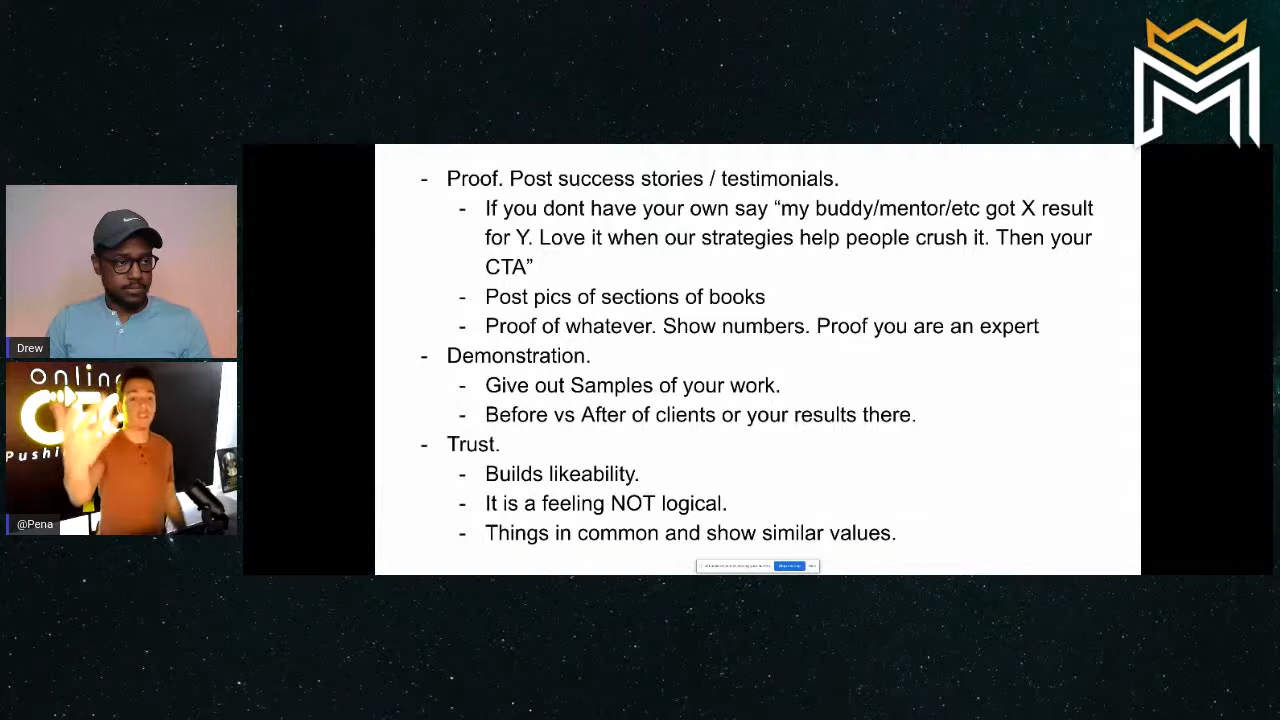 - Proof. Post success stories / testimonials.
- If you dont have your own say “my buddy/mentor/etc got X result
for Y. Love it when our strategies help people crush it. Then your
CTA”
- Post pics of sections of books
- Proof of whatever. Show numbers. Proof you are an expert
- Demonstration.
- Give out Samples of your work.
- Before vs After of clients or your results there.
- Trust.
- Builds likeability.
- It is a feeling NOT logical.
- Things in common and show similar values.
Drew
online
CEO
Pushi
@Pena
M